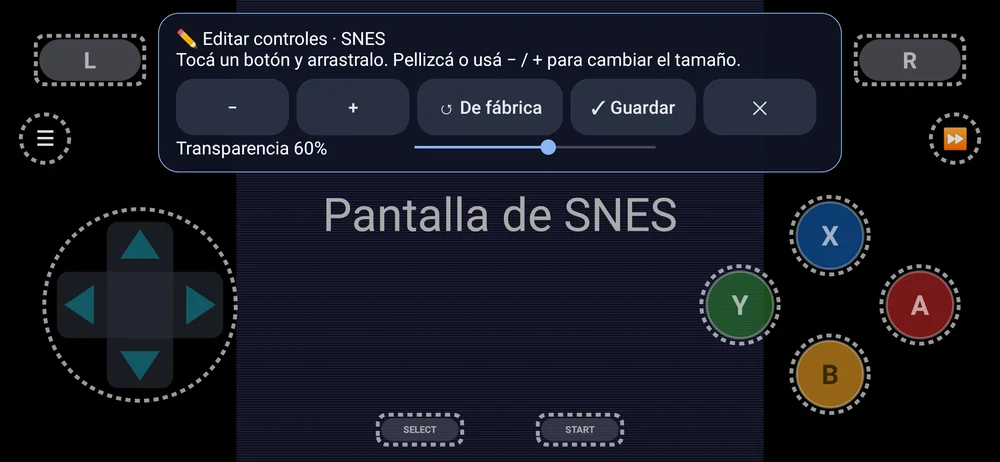 ✏️ Editar controles · SNES
Tocá un botón y arrastralo. Pellizcá o usá − / + para cambiar el tamaño.
L
R
− + ↺ De fábrica ✓ Guardar ×
Transparencia 60%
Pantalla de SNES
X
Y A
B
SELECT START